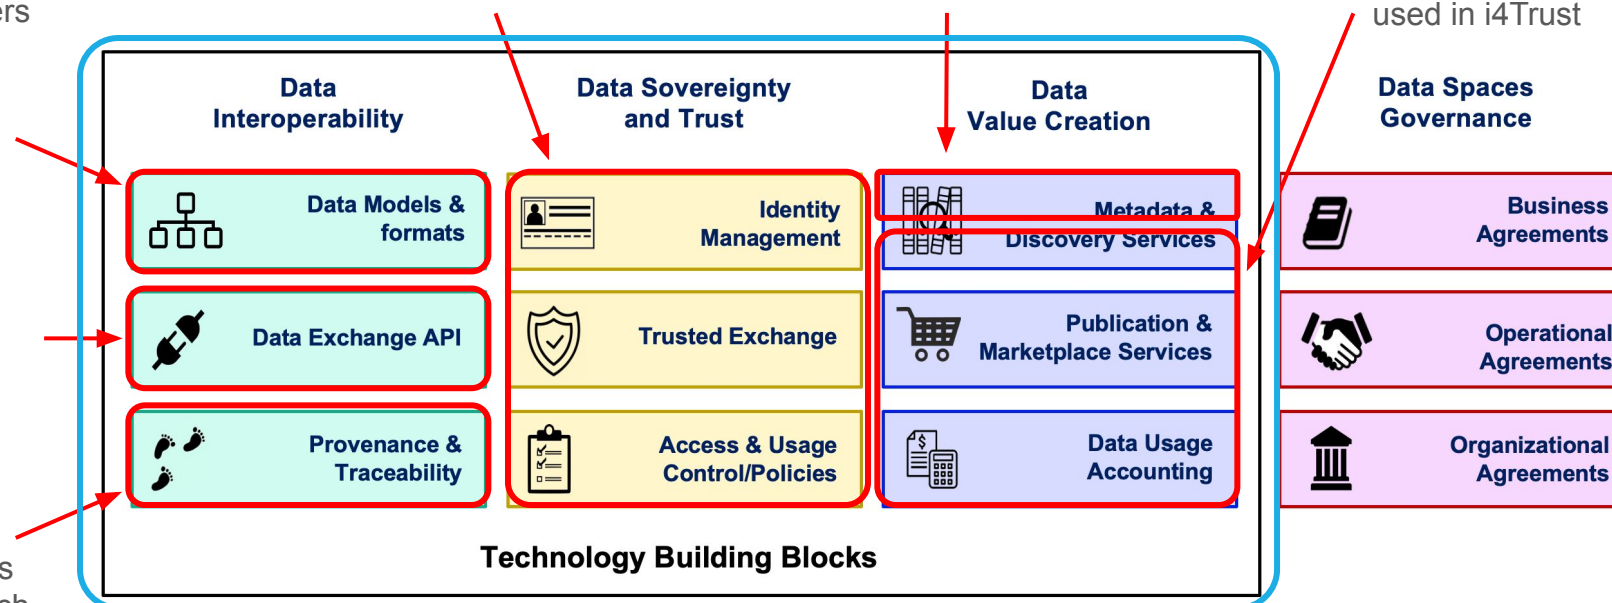 ers
used in i4Trust
Data
Interoperability
Data Sovereignty
and Trust
Data
Value Creation
Data Spaces
Governance
Data Models &
formats
Identity
Management
Metadata &
Discovery Services
Business
Agreements
Data Exchange API
Trusted Exchange
Publication &
Marketplace Services
Operational
Agreements
Provenance &
Traceability
Access & Usage
Control/Policies
Data Usage
Accounting
Organizational
Agreements
Technology Building Blocks
s